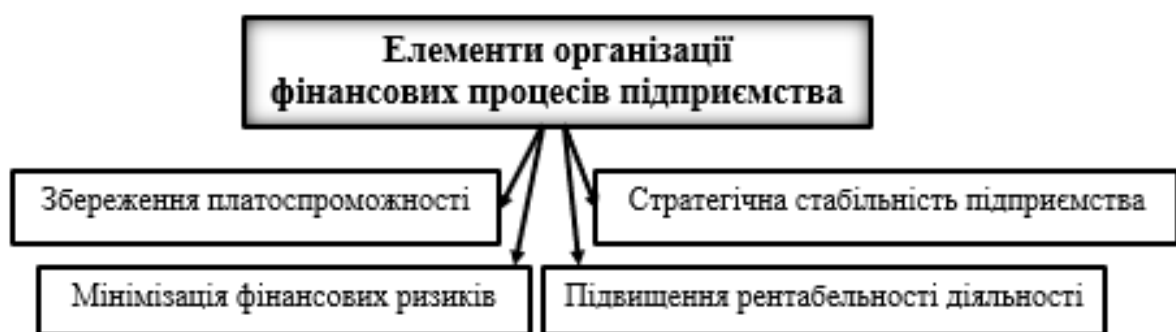 Елементи організації
фінансових процесів підприємства
Збереження платоспроможності
Стратегічна стабільність підприємства
Мінімізація фінансових ризиків
Підвищення рентабельності діяльності